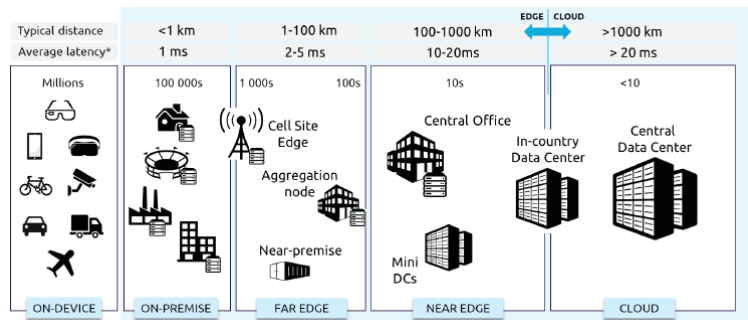 EDGE CLOUD
Typical distance <1 km 1-100 km 100-1000 km >1000 km
Average latency* 1 ms 2-5 ms 10-20ms > 20 ms
Millions 100 000s 1 000s 100s 10s <10
Cell Site
Edge
Aggregation
node
Near-premise
Central Office
Mini
DCs
In-country
Data Center
Central
Data Center
ON-DEVICE ON-PREMISE FAR EDGE NEAR EDGE CLOUD